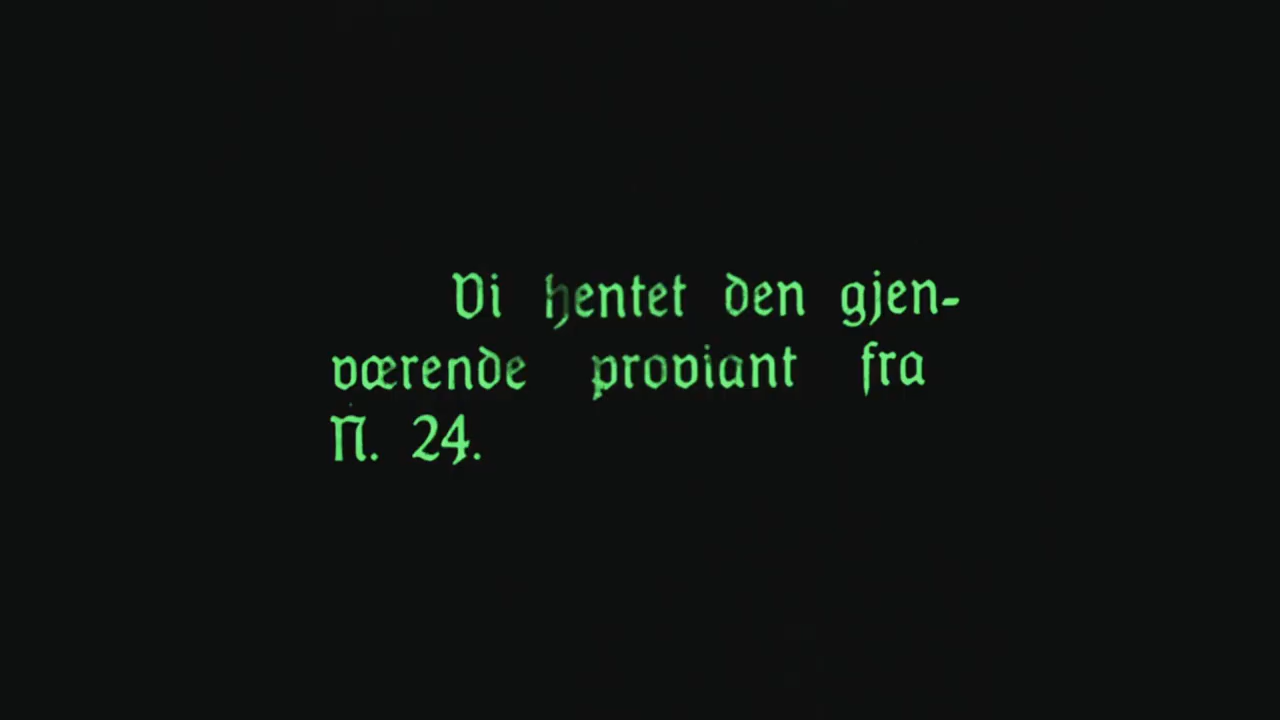 Vi hentet den gjen-
værende proviant fra
N. 24.